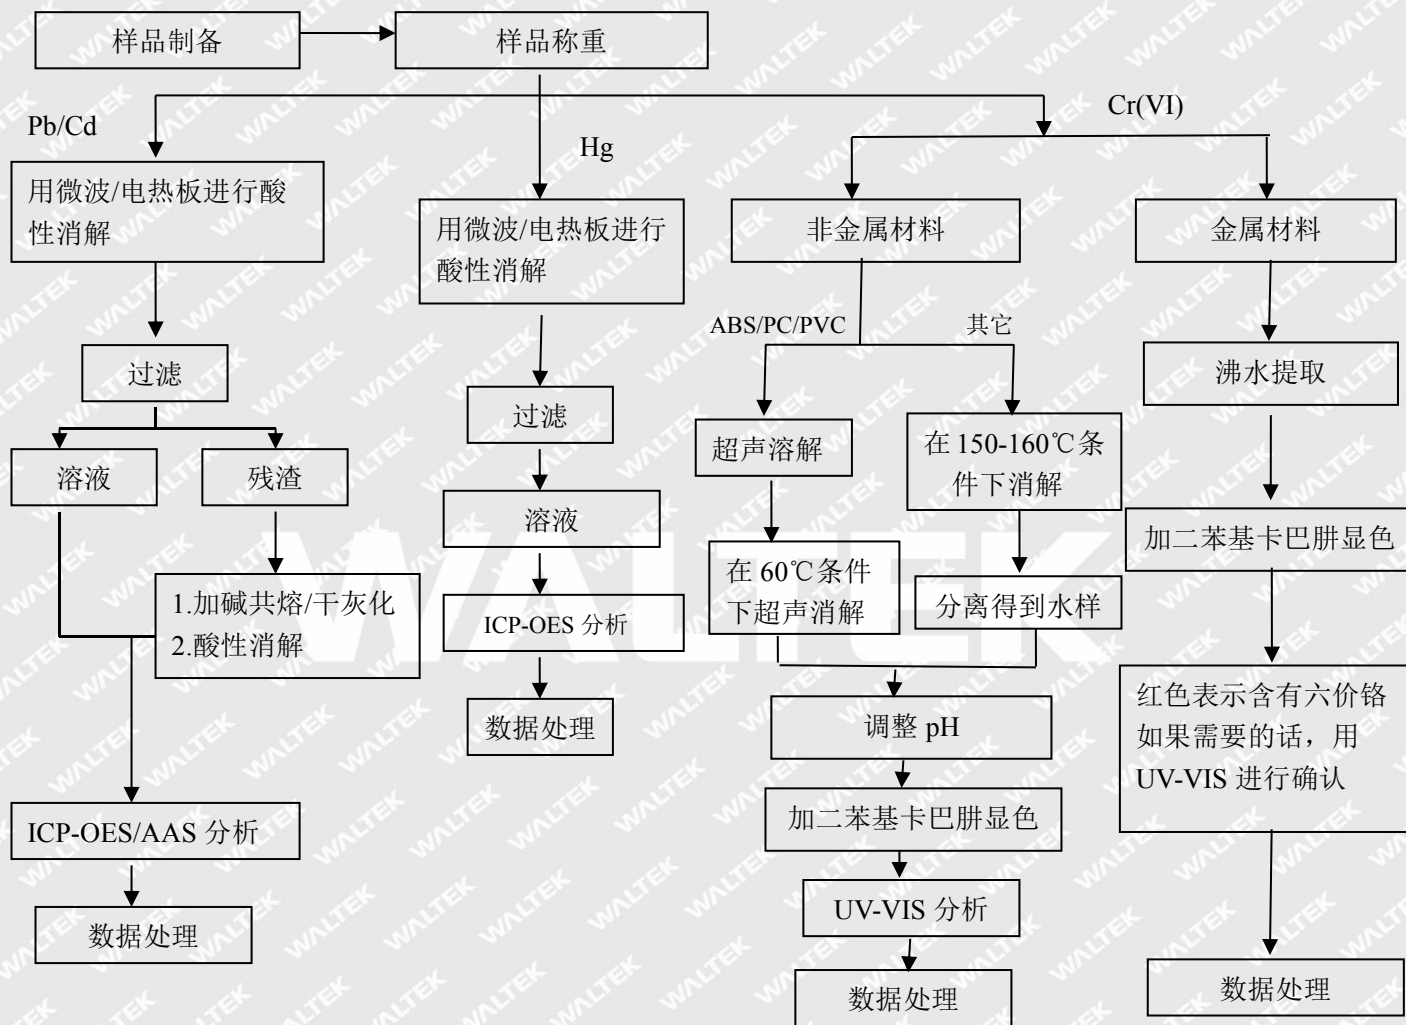 样品制备
样品称重
Pb/Cd
Hg
Cr(VI)
用微波/电热板进行酸
性消解
用微波/电热板进行
酸性消解
非金属材料
金属材料
ABS/PC/PVC
其它
过滤
沸水提取
过滤
超声溶解
在 150-160℃条
件下消解
溶液
残渣
溶液
加二苯基卡巴肼显色
在 60℃条件
下超声消解
1.加碱共熔/干灰化
2.酸性消解
分离得到水样
ICP-OES 分析
红色表示含有六价铬
如果需要的话，用
UV-VIS 进行确认
数据处理
调整 pH
ICP-OES/AAS 分析
加二苯基卡巴肼显色
数据处理
UV-VIS 分析
数据处理
数据处理
WALTEK